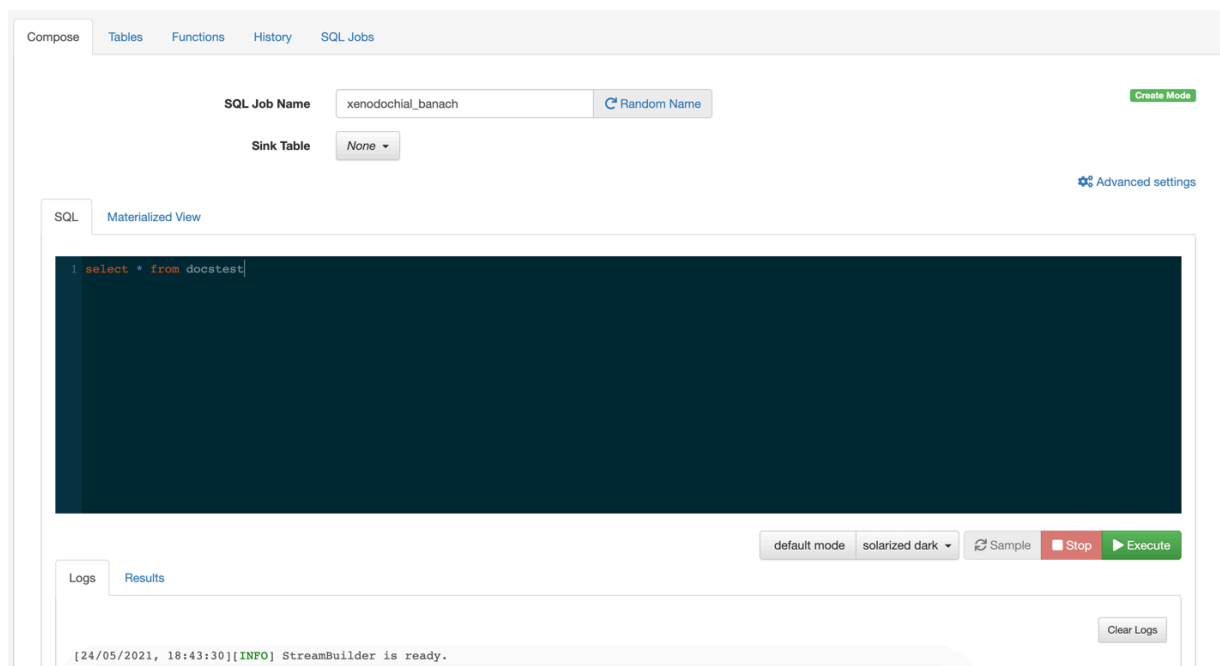 Compose Tables Functions History SQL Jobs
SQL Job Name xenodochial_banach Random Name Create Mode
Sink Table None
Advanced settings
SQL Materialized View
1 select * from docstest
default mode solarized dark Sample Stop Execute
Logs Results
Clear Logs
[24/05/2021, 18:43:30][INFO] StreamBuilder is ready.